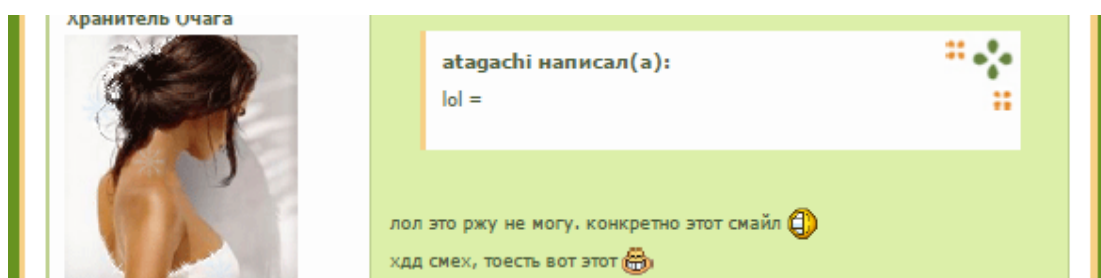 Хранитель Очага
atagachi написал(а):
lol =
лол это ржу не могу. конкретно этот смайл
хдд смех, тоесть вот этот